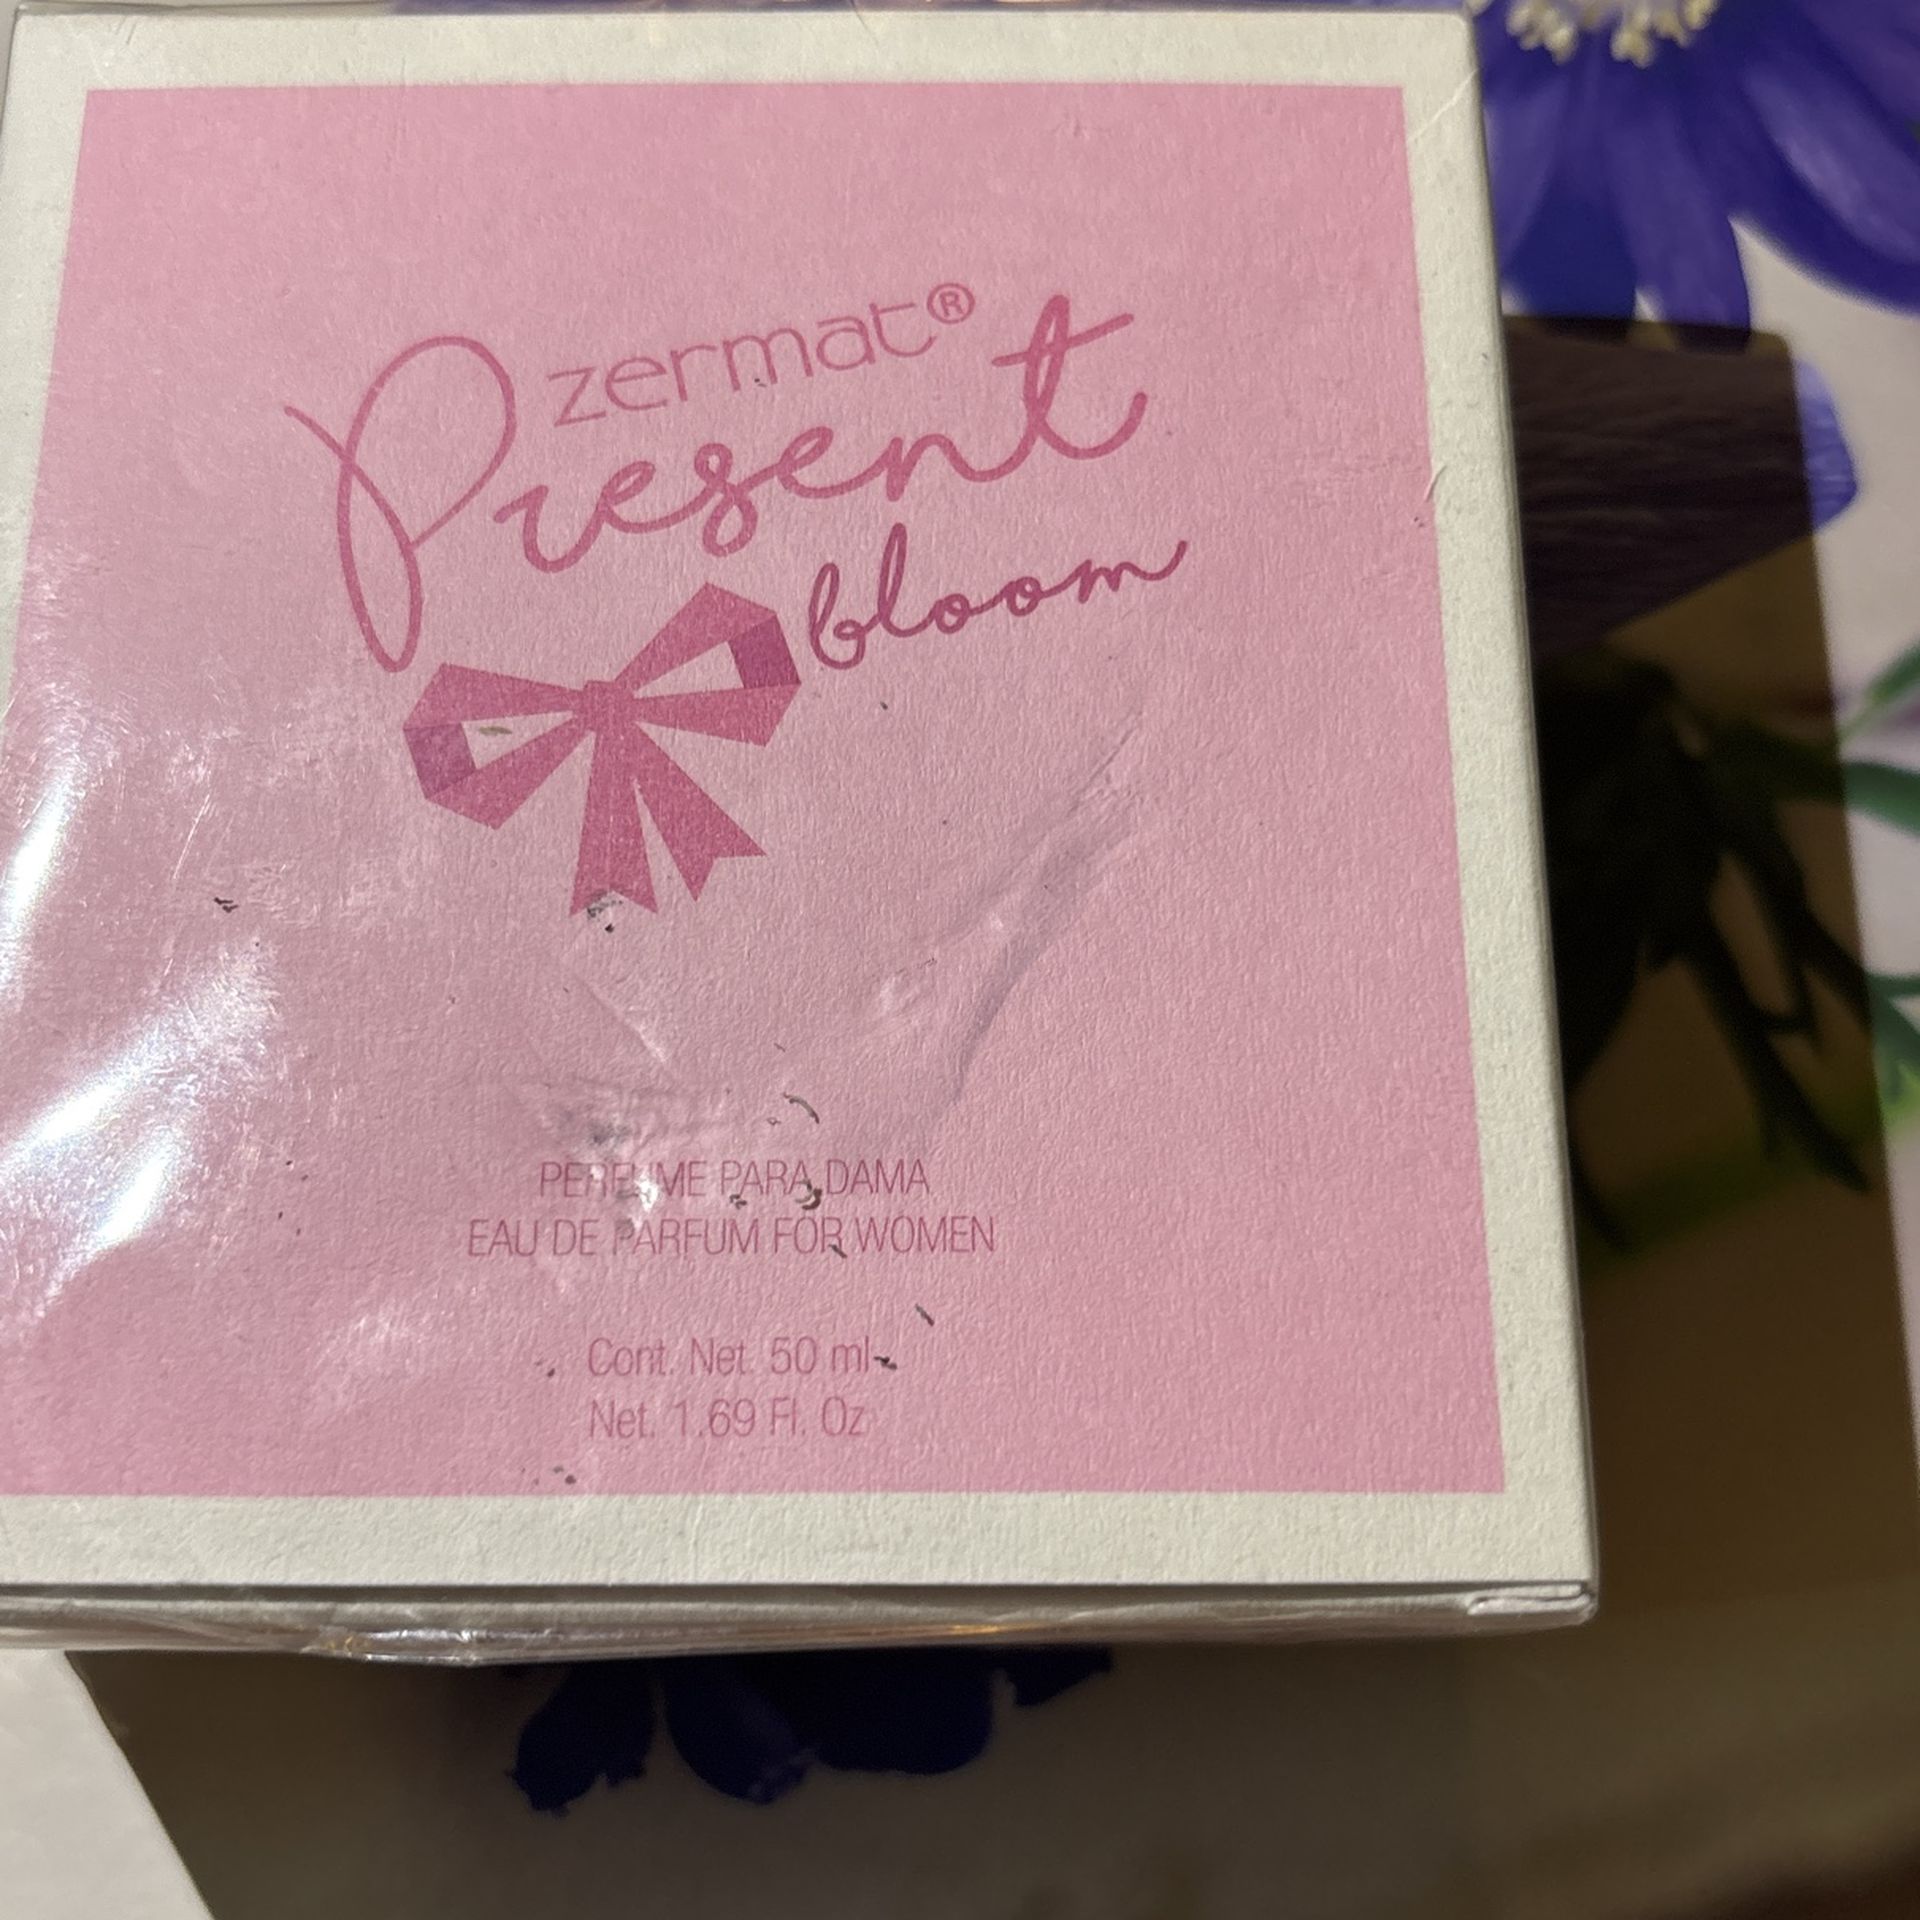 zermat®
Present
bloom
PERFUME PARA DAMA
EAU DE PARFUM FOR WOMEN
Cont. Net. 50 ml
Net. 1.69 Fl. Oz